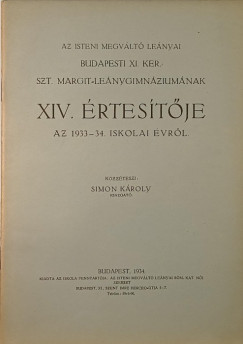 AZ ISTENI MEGVÁLTÓ LEÁNYAI
BUDAPESTI XI. KER.
SZT. MARGIT-LEÁNYGIMNÁZIUMÁNAK
XIV. ÉRTESÍTŐJE
AZ 1933–34. ISKOLAI ÉVRŐL
KÖZZÉTESZI:
SIMON KÁROLY
IGAZGATÓ
BUDAPEST, 1934